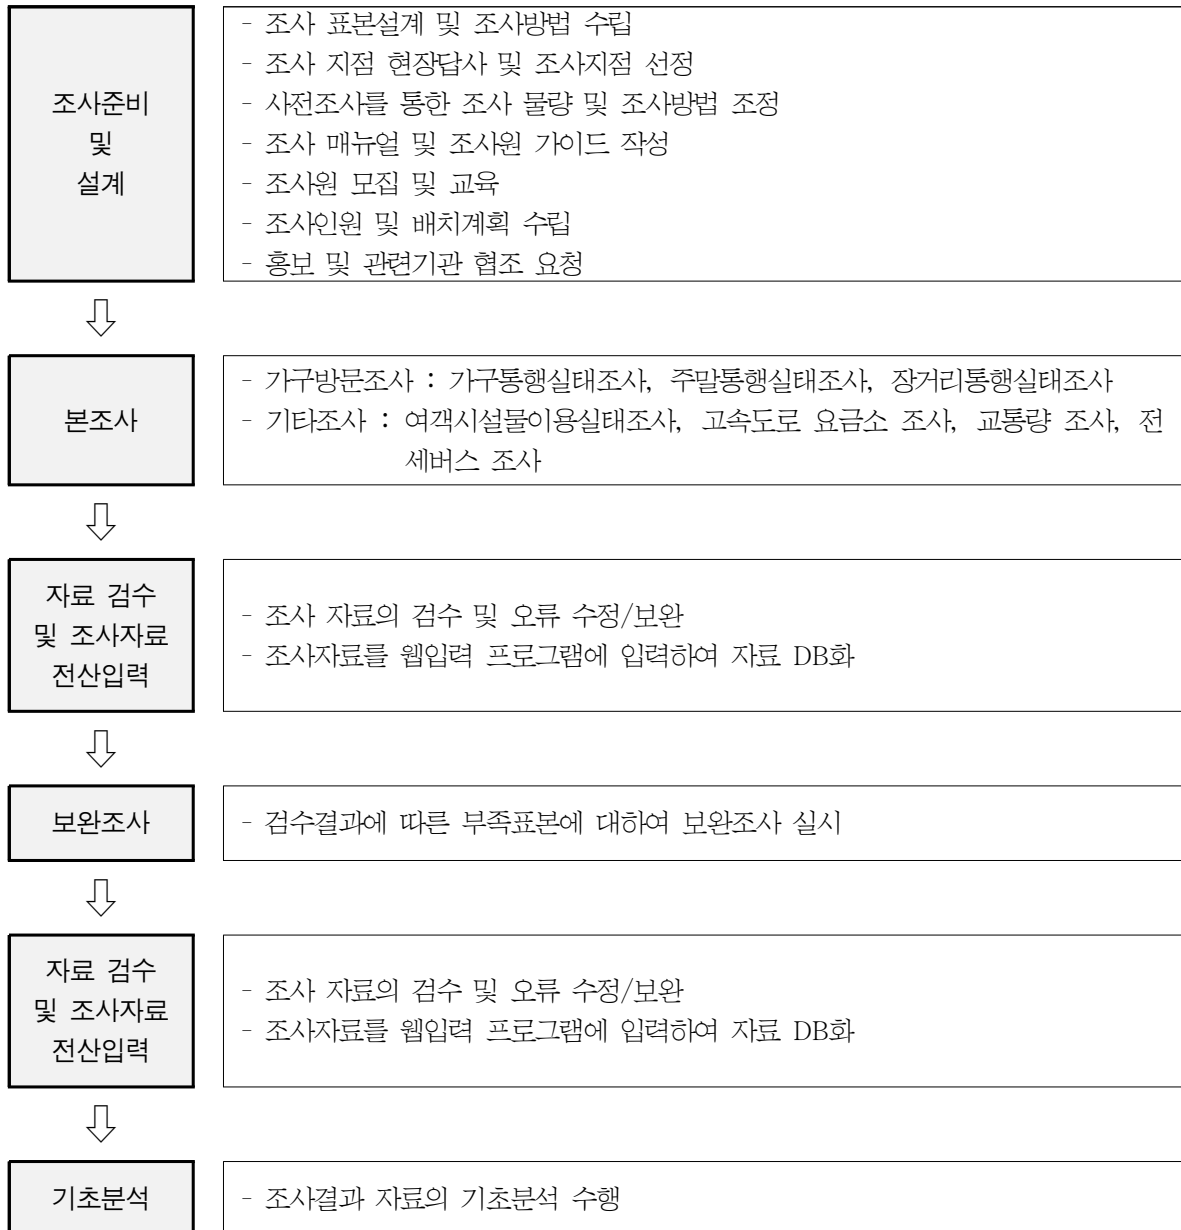 조사준비
및
설계
- 조사 표본설계 및 조사방법 수립
- 조사 지점 현장답사 및 조사지점 선정
- 사전조사를 통한 조사 물량 및 조사방법 조정
- 조사 매뉴얼 및 조사원 가이드 작성
- 조사원 모집 및 교육
- 조사인원 및 배치계획 수립
- 홍보 및 관련기관 협조 요청
본조사
- 가구방문조사 : 가구통행실태조사, 주말통행실태조사, 장거리통행실태조사
- 기타조사 : 여객시설물이용실태조사, 고속도로 요금소 조사, 교통량 조사, 전
세버스 조사
자료 검수
및 조사자료
전산입력
- 조사 자료의 검수 및 오류 수정/보완
- 조사자료를 웹입력 프로그램에 입력하여 자료 DB화
보완조사
- 검수결과에 따른 부족표본에 대하여 보완조사 실시
자료 검수
및 조사자료
전산입력
- 조사 자료의 검수 및 오류 수정/보완
- 조사자료를 웹입력 프로그램에 입력하여 자료 DB화
기초분석
- 조사결과 자료의 기초분석 수행